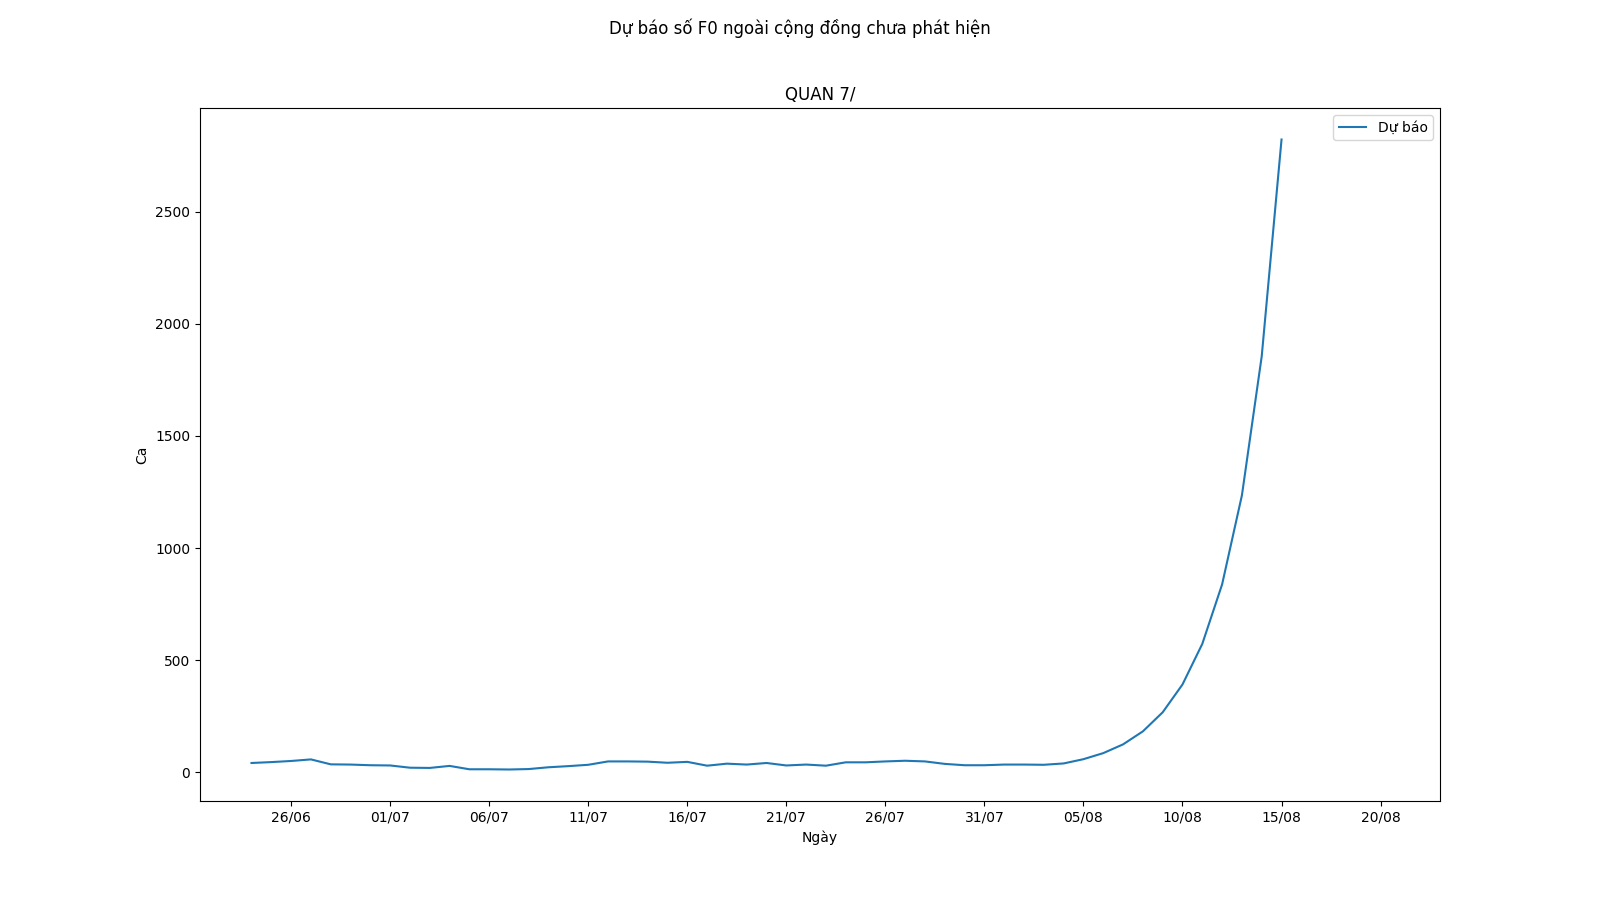 Dự báo số F0 ngoài cộng đồng chưa phát hiện
QUAN 7/
Dự báo
2500
2000
1500
1000
500
0
Ca
26/06 01/07 06/07 11/07 16/07 21/07 26/07 31/07 05/08 10/08 15/08 20/08
Ngày